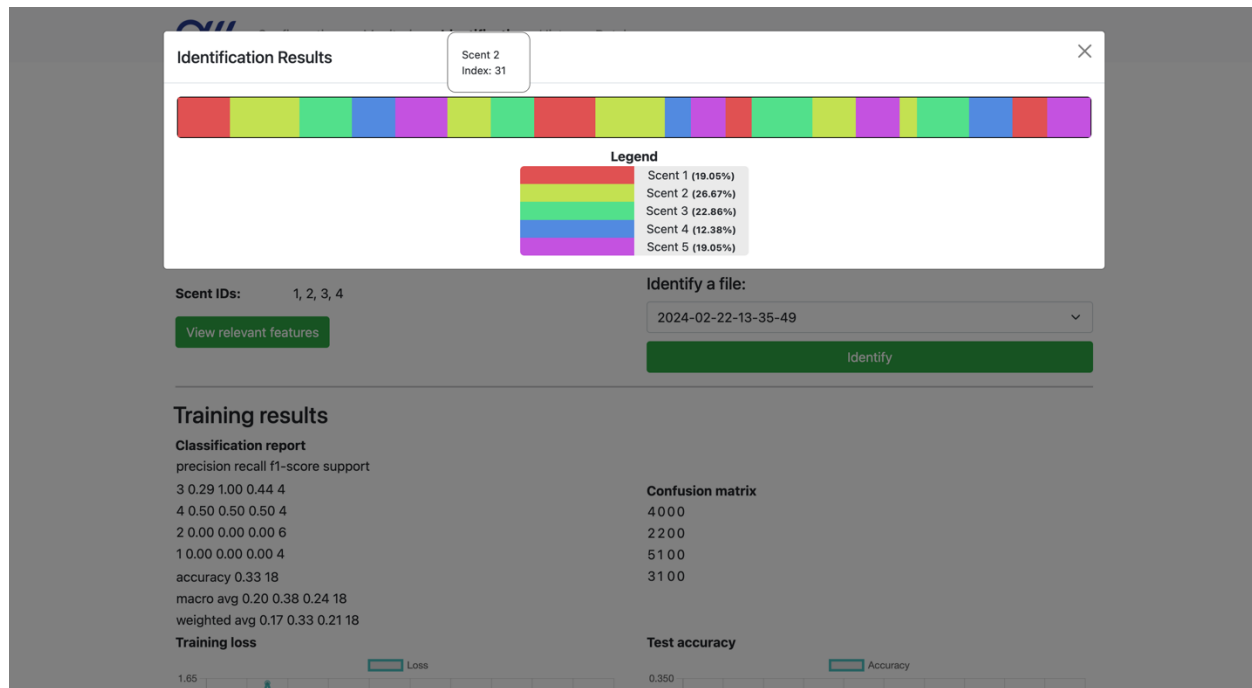 Identification Results
Scent 2
Index: 31
Legend
Scent 1 (19.05%)
Scent 2 (26.67%)
Scent 3 (22.86%)
Scent 4 (12.38%)
Scent 5 (19.05%)
Scent IDs: 1, 2, 3, 4
View relevant features
Identify a file:
2024-02-22-13-35-49
Identify
Training results
Classification report
precision recall f1-score support
3 0.29 1.00 0.44 4
4 0.50 0.50 0.50 4
2 0.00 0.00 0.00 6
1 0.00 0.00 0.00 4
accuracy 0.33 18
macro avg 0.20 0.38 0.24 18
weighted avg 0.17 0.33 0.21 18
Confusion matrix
4 0 0 0
2 2 0 0
5 1 0 0
3 1 0 0
Training loss
Loss
1.65
Test accuracy
Accuracy
0.350